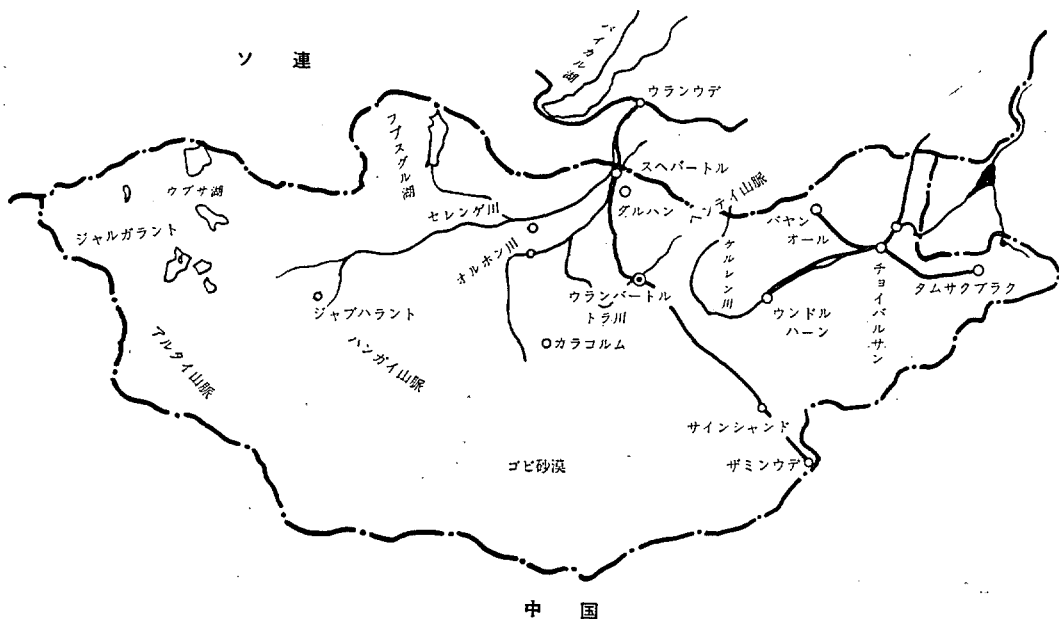 ソ連
バイカル湖
ウランウデ
フブスグル湖
スヘバートル
ウブサ湖
ダルハン
ケンテイ山脈
セレンゲ川
バヤン
オール
ジャルガラント
オルホン川
ケルレン川
チョイバルサン
タムサクブラク
ウランバートル
トラ川
ウンドル
ハーン
ジャブハラント
アルタイ山脈
ハンガイ山脈
カラコルム
サインシャンド
ザミンウデ
ゴビ砂漠
中国